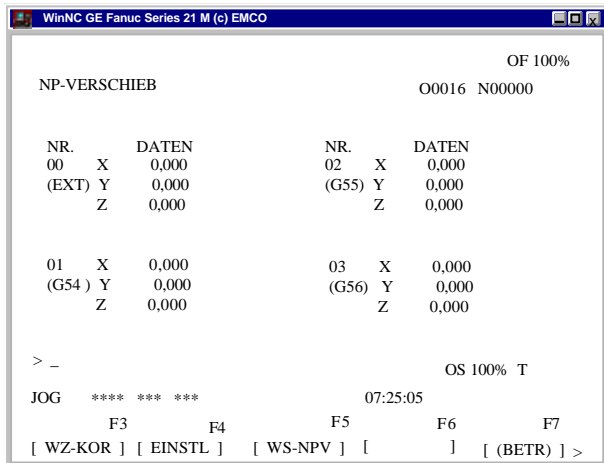 WinNC GE Fanuc Series 21 M (c) EMCO
OF 100%
NP-VERSCHIEB O0016 N00000
NR. DATEN NR. DATEN
00 X 0,000 02 X 0,000
(EXT) Y 0,000 (G55) Y 0,000
Z 0,000 Z 0,000
01 X 0,000 03 X 0,000
(G54 ) Y 0,000 (G56) Y 0,000
Z 0,000 Z 0,000
> _
OS 100% T
JOG **** *** *** 07:25:05
F3 F4 F5 F6 F7
[ WZ-KOR ] [ EINSTL ] [ WS-NPV ] [ ] [ (BETR) ] >